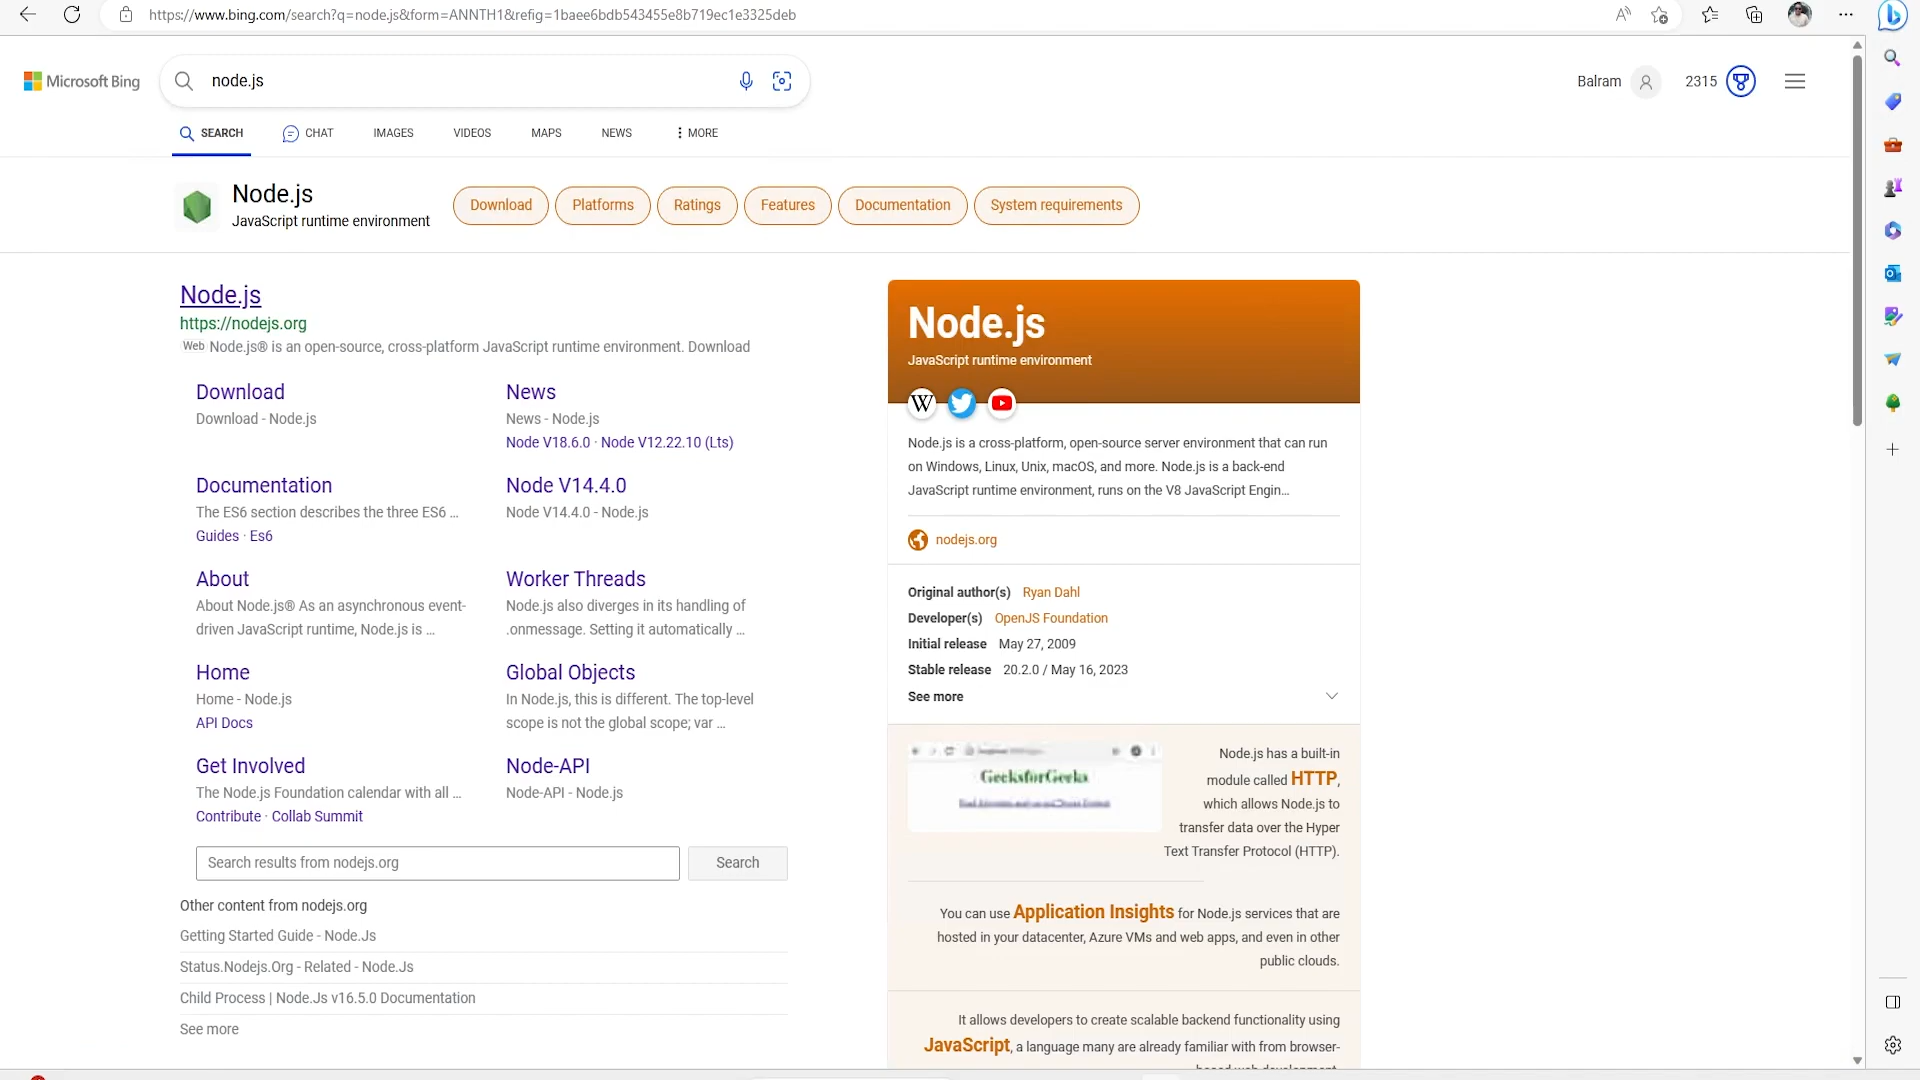 https://www.bing.com/search?q=node.js&form=ANNTH1&refig=1baee6bdb543455e8b719ec1e3325deb
Microsoft Bing
node.js
Balram
2315
SEARCH
CHAT
IMAGES
VIDEOS
MAPS
NEWS
MORE
Node.js
JavaScript runtime environment
Download
Platforms
Ratings
Features
Documentation
System requirements
Node.js
https://nodejs.org
Web Node.js® is an open-source, cross-platform JavaScript runtime environment. Download
Download
Download - Node.js
News
News - Node.js
Node V18.6.0 · Node V12.22.10 (Lts)
Documentation
The ES6 section describes the three ES6 ...
Guides · Es6
Node V14.4.0
Node V14.4.0 - Node.js
About
About Node.js® As an asynchronous event-
driven JavaScript runtime, Node.js is ...
Worker Threads
Node.js also diverges in its handling of
.onmessage. Setting it automatically ...
Home
Home - Node.js
API Docs
Global Objects
In Node.js, this is different. The top-level
scope is not the global scope; var ...
Get Involved
The Node.js Foundation calendar with all ...
Contribute · Collab Summit
Node-API
Node-API - Node.js
Search results from nodejs.org
Search
Other content from nodejs.org
Getting Started Guide - Node.Js
Status.Nodejs.Org - Related - Node.Js
Child Process | Node.Js v16.5.0 Documentation
See more
Node.js
JavaScript runtime environment
W
Node.js is a cross-platform, open-source server environment that can run
on Windows, Linux, Unix, macOS, and more. Node.js is a back-end
JavaScript runtime environment, runs on the V8 JavaScript Engin...
nodejs.org
Original author(s) Ryan Dahl
Developer(s) OpenJS Foundation
Initial release May 27, 2009
Stable release 20.2.0 / May 16, 2023
See more
GeeksforGeeks
Node.js has a built-in
module called HTTP,
which allows Node.js to
transfer data over the Hyper
Text Transfer Protocol (HTTP).
You can use Application Insights for Node.js services that are
hosted in your datacenter, Azure VMs and web apps, and even in other
public clouds.
It allows developers to create scalable backend functionality using
JavaScript, a language many are already familiar with from browser-
based web development.